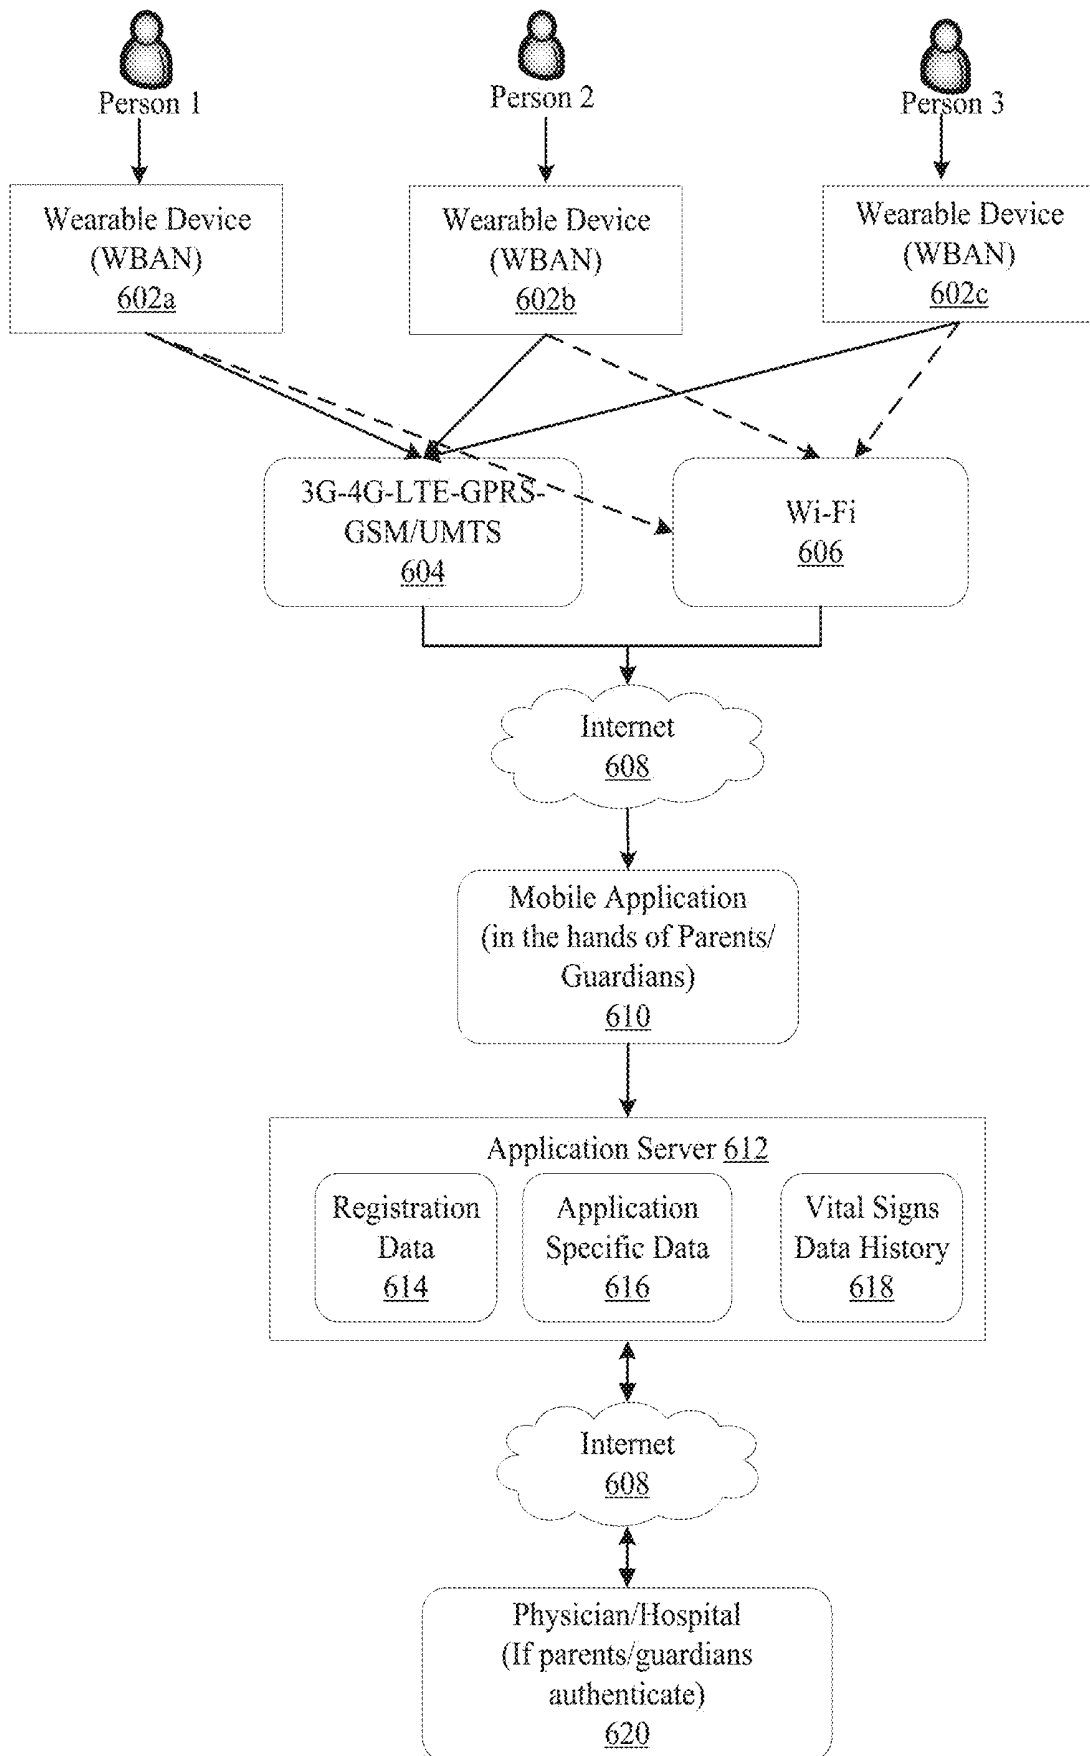 Person 1
Person 2
Person 3
Wearable Device
(WBAN)
602a
Wearable Device
(WBAN)
602b
Wearable Device
(WBAN)
602c
3G-4G-LTE-GPRS-
GSM/UMTS
604
Wi-Fi
606
Internet
608
Mobile Application
(in the hands of Parents/
Guardians)
610
Application Server 612
Registration
Data
614
Application
Specific Data
616
Vital Signs
Data History
618
Internet
608
Physician/Hospital
(If parents/guardians
authenticate)
620